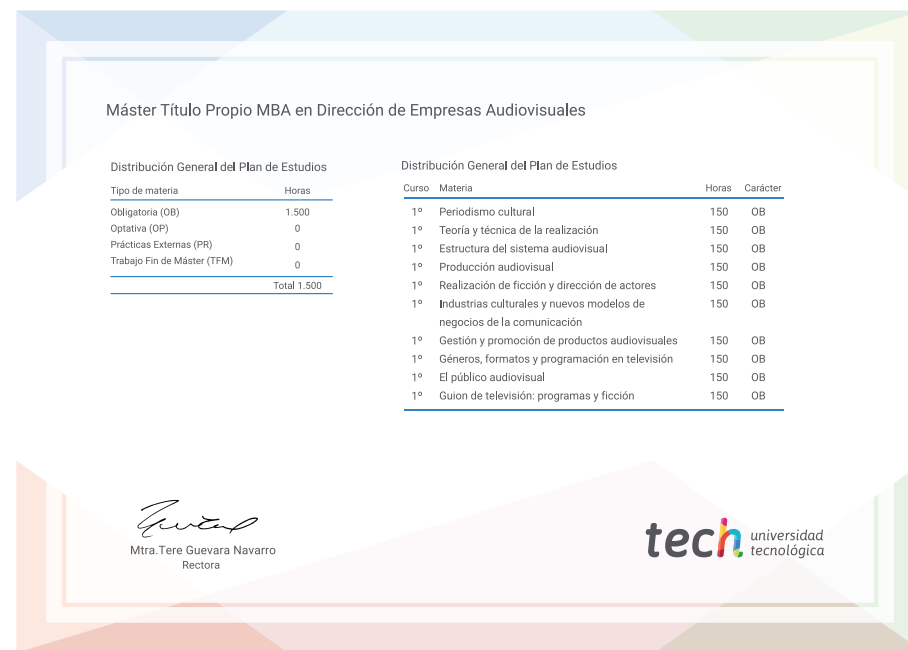 Máster Título Propio MBA en Dirección de Empresas Audiovisuales
Distribución General del Plan de Estudios
Tipo de materia Horas
Obligatoria (OB) 1.500
Optativa (OP) 0
Prácticas Externas (PR) 0
Trabajo Fin de Máster (TFM) 0
Total 1.500
Distribución General del Plan de Estudios
Curso Materia Horas Carácter
1º Periodismo cultural 150 OB
1º Teoría y técnica de la realización 150 OB
1º Estructura del sistema audiovisual 150 OB
1º Producción audiovisual 150 OB
1º Realización de ficción y dirección de actores 150 OB
1º Industrias culturales y nuevos modelos de 150 OB
negocios de la comunicación
1º Gestión y promoción de productos audiovisuales 150 OB
1º Géneros, formatos y programación en televisión 150 OB
1º El público audiovisual 150 OB
1º Guion de televisión: programas y ficción 150 OB
Mtra.Tere Guevara Navarro
Rectora
tech universidad
tecnológica